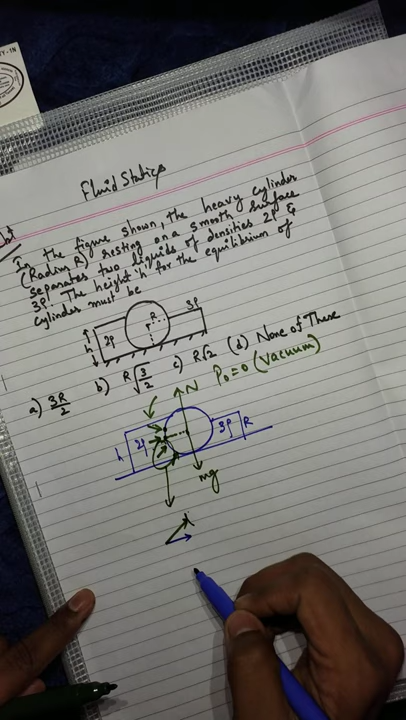 Fluid Statics
In the figure shown, the heavy cylinder
(Radius R) resting on a smooth surface
separates two liquids of densities 2ρ &
3ρ. The height 'h' for the equilibrium of
cylinder must be
h 2ρ R 3ρ
a) 3R/2 b) R√3/2 c) R√2 (d) None of These
N P₀=0 (vacuum)
h 2ρ 3ρ R
mg